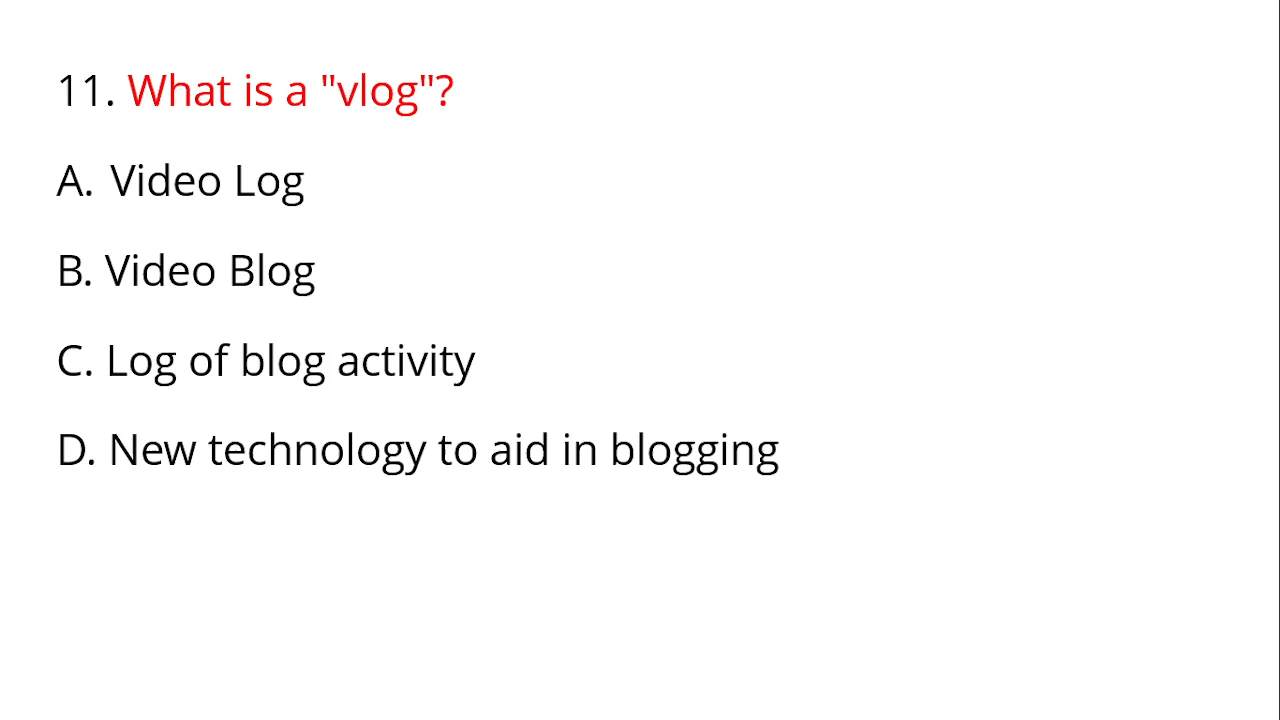 11. What is a "vlog"?
A. Video Log
B. Video Blog
C. Log of blog activity
D. New technology to aid in blogging